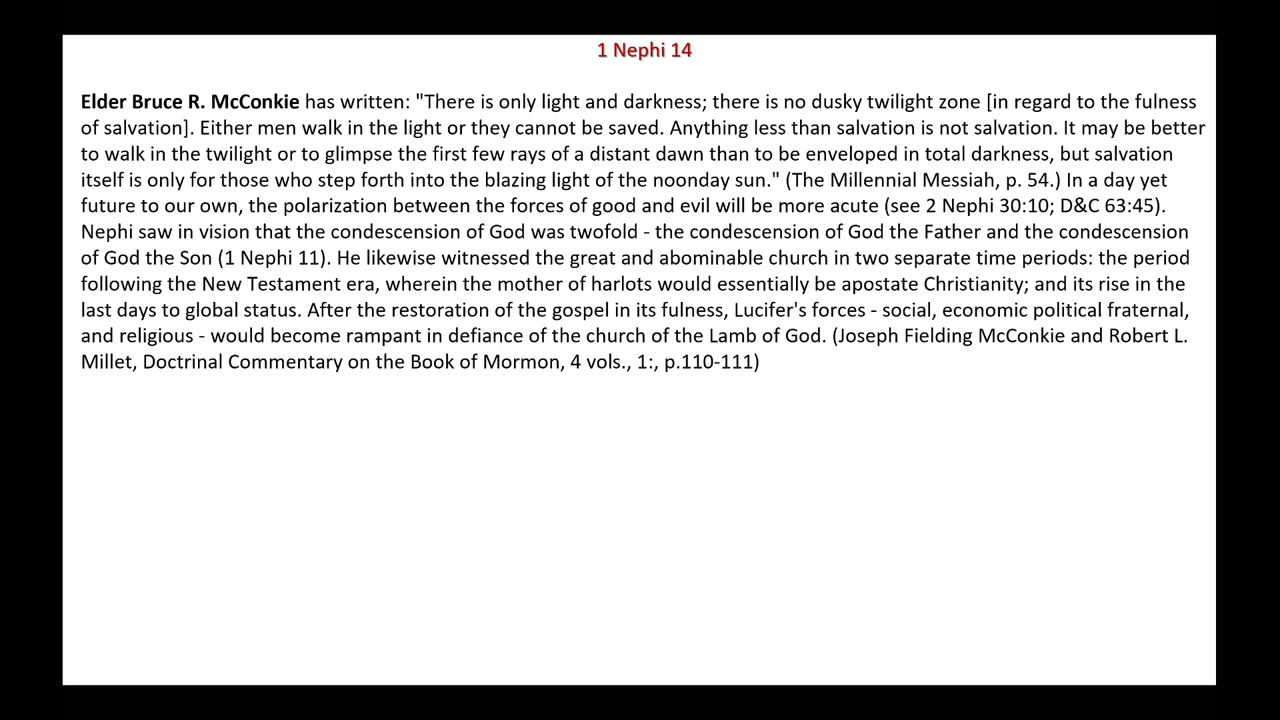 1 Nephi 14
Elder Bruce R. McConkie has written: "There is only light and darkness; there is no dusky twilight zone [in regard to the fulness
of salvation]. Either men walk in the light or they cannot be saved. Anything less than salvation is not salvation. It may be better
to walk in the twilight or to glimpse the first few rays of a distant dawn than to be enveloped in total darkness, but salvation
itself is only for those who step forth into the blazing light of the noonday sun." (The Millennial Messiah, p. 54.) In a day yet
future to our own, the polarization between the forces of good and evil will be more acute (see 2 Nephi 30:10; D&C 63:45).
Nephi saw in vision that the condescension of God was twofold - the condescension of God the Father and the condescension
of God the Son (1 Nephi 11). He likewise witnessed the great and abominable church in two separate time periods: the period
following the New Testament era, wherein the mother of harlots would essentially be apostate Christianity; and its rise in the
last days to global status. After the restoration of the gospel in its fulness, Lucifer's forces - social, economic political fraternal,
and religious - would become rampant in defiance of the church of the Lamb of God. (Joseph Fielding McConkie and Robert L.
Millet, Doctrinal Commentary on the Book of Mormon, 4 vols., 1:, p.110-111)